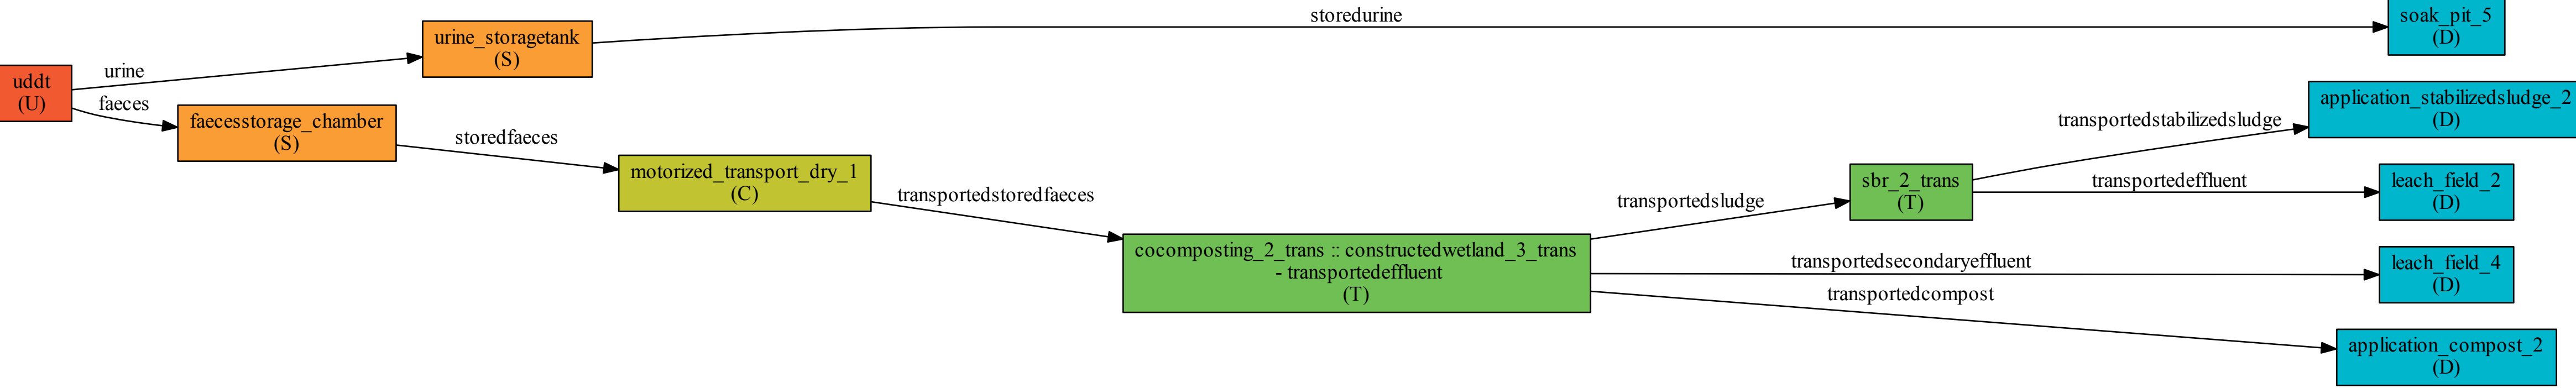 uddt
(U)
urine
faeces
urine_storagetank
(S)
faecesstorage_chamber
(S)
storedurine
storedfaeces
motorized_transport_dry_1
(C)
transportedstoredfaeces
cocomposting_2_trans :: constructedwetland_3_trans
- transportedeffluent
(T)
transportedsludge
transportedsecondaryeffluent
transportedcompost
sbr_2_trans
(T)
transportedstabilizedsludge
transportedeffluent
soak_pit_5
(D)
application_stabilizedsludge_2
(D)
leach_field_2
(D)
leach_field_4
(D)
application_compost_2
(D)